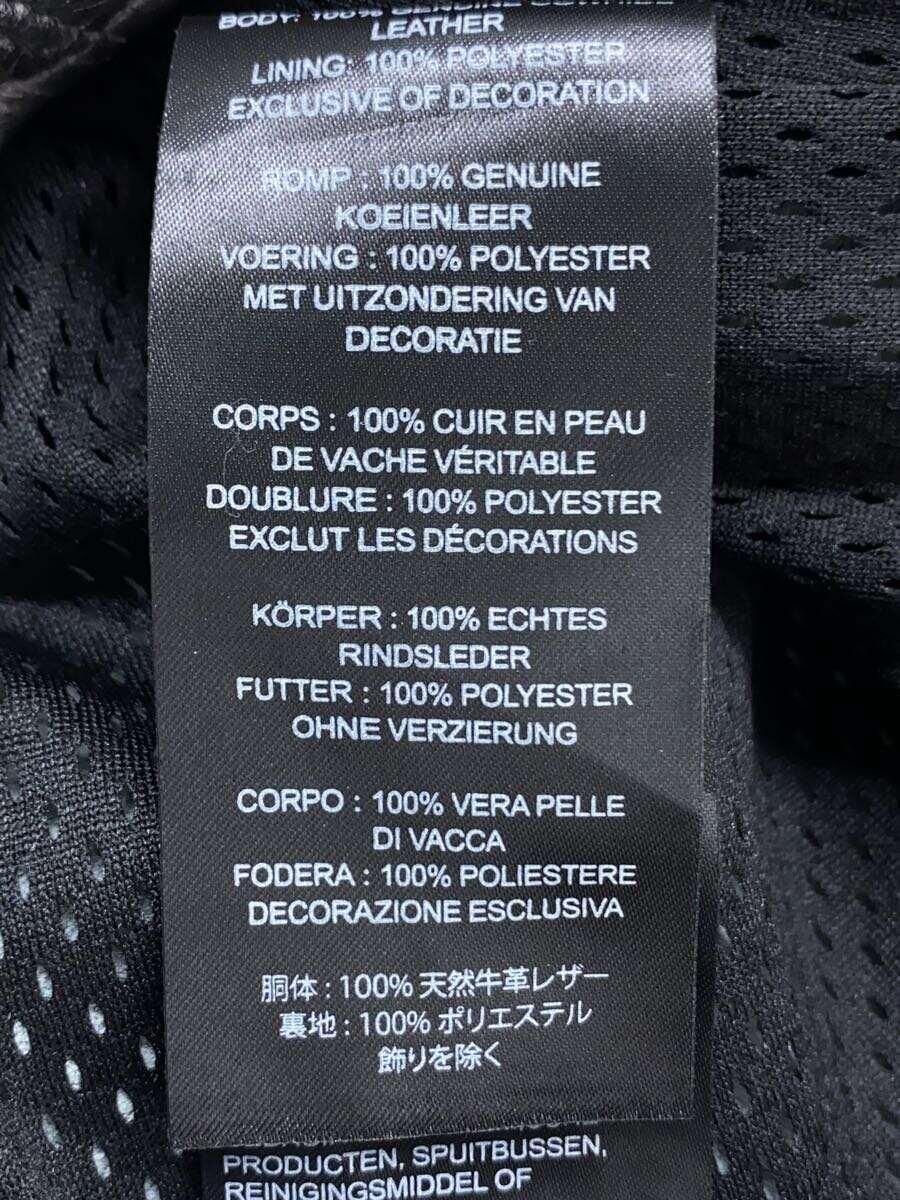 BODY: 100% GENUINE COWHIDE
LEATHER
LINING: 100% POLYESTER
EXCLUSIVE OF DECORATION
ROMP : 100% GENUINE
KOEIENLEER
VOERING : 100% POLYESTER
MET UITZONDERING VAN
DECORATIE
CORPS : 100% CUIR EN PEAU
DE VACHE VÉRITABLE
DOUBLURE : 100% POLYESTER
EXCLUT LES DÉCORATIONS
KÖRPER : 100% ECHTES
RINDSLEDER
FUTTER : 100% POLYESTER
OHNE VERZIERUNG
CORPO : 100% VERA PELLE
DI VACCA
FODERA : 100% POLIESTERE
DECORAZIONE ESCLUSIVA
胴体 : 100% 天然牛革レザー
裏地 : 100% ポリエステル
飾りを除く
PRODUCTEN, SPUITBUSSEN,
REINIGINGSMIDDEL OF